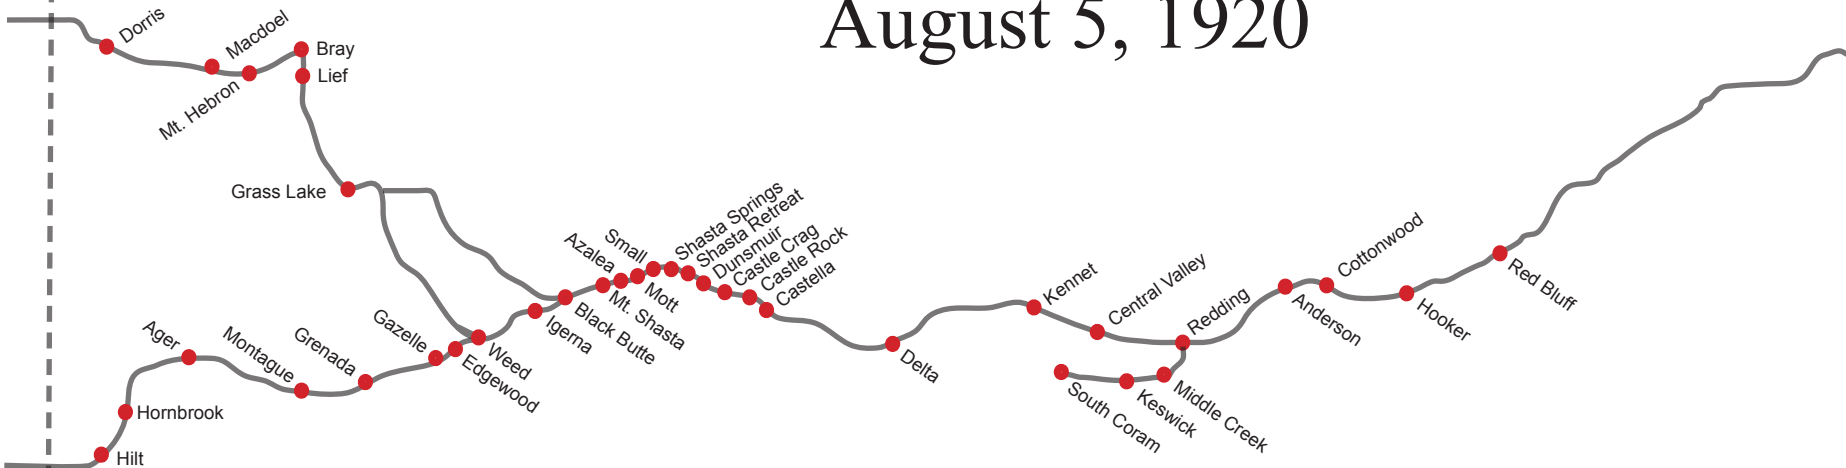 August 5, 1920
Dorris
Macdoel
Mt. Hebron
Bray
Lief
Grass Lake
Hilt
Hornbrook
Ager
Montague
Grenada
Gazelle
Edgewood
Weed
Igerna
Black Butte
Mt. Shasta
Azalea
Mott
Small
Shasta Springs
Shasta Retreat
Dunsmuir
Castle Crag
Castle Rock
Castella
Delta
Kennet
Central Valley
Redding
Middle Creek
Keswick
South Coram
Anderson
Cottonwood
Hooker
Red Bluff